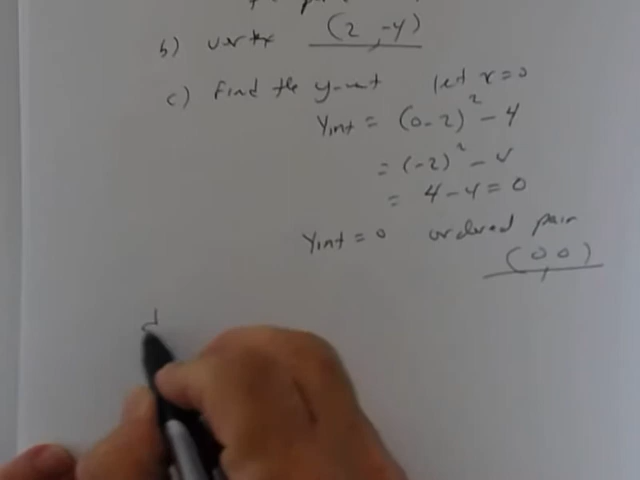 b) vertex (2, -4)
c) Find the y-int let x=0
Yint = (0-2)² - 4
= (-2)² - 4
= 4-4=0
Yint = 0 ordered pair
(0,0)
d